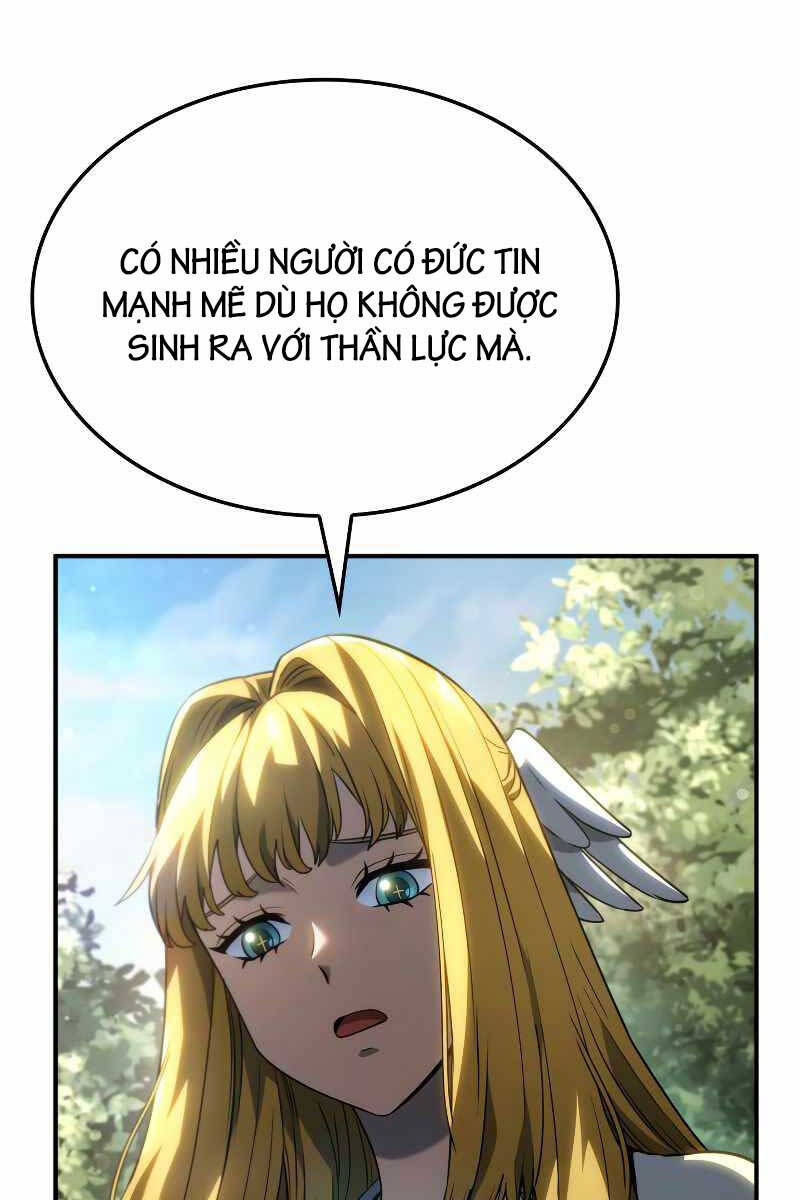 CÓ NHIỀU NGƯỜI CÓ ĐỨC TIN
MẠNH MẼ DÙ HỌ KHÔNG ĐƯỢC
SINH RA VỚI THẦN LỰC MÀ.